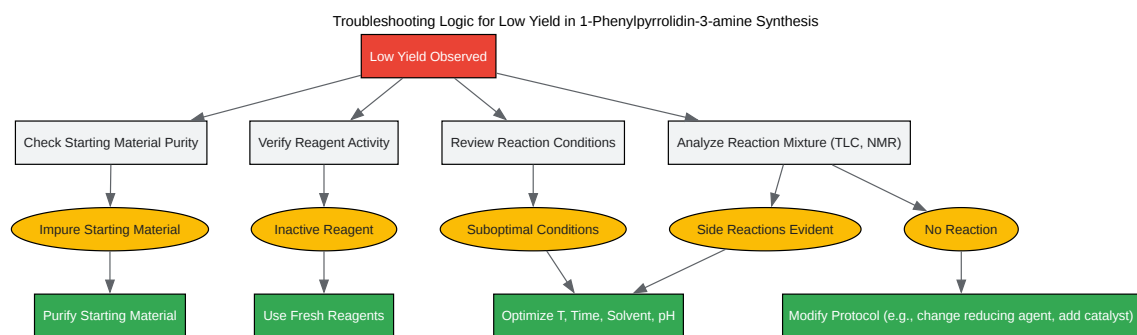 Troubleshooting Logic for Low Yield in 1-Phenylpyrrolidin-3-amine Synthesis
Low Yield Observed
Check Starting Material Purity
Verify Reagent Activity
Review Reaction Conditions
Analyze Reaction Mixture (TLC, NMR)
Impure Starting Material
Inactive Reagent
Suboptimal Conditions
Side Reactions Evident
No Reaction
Purify Starting Material
Use Fresh Reagents
Optimize T, Time, Solvent, pH
Modify Protocol (e.g., change reducing agent, add catalyst)